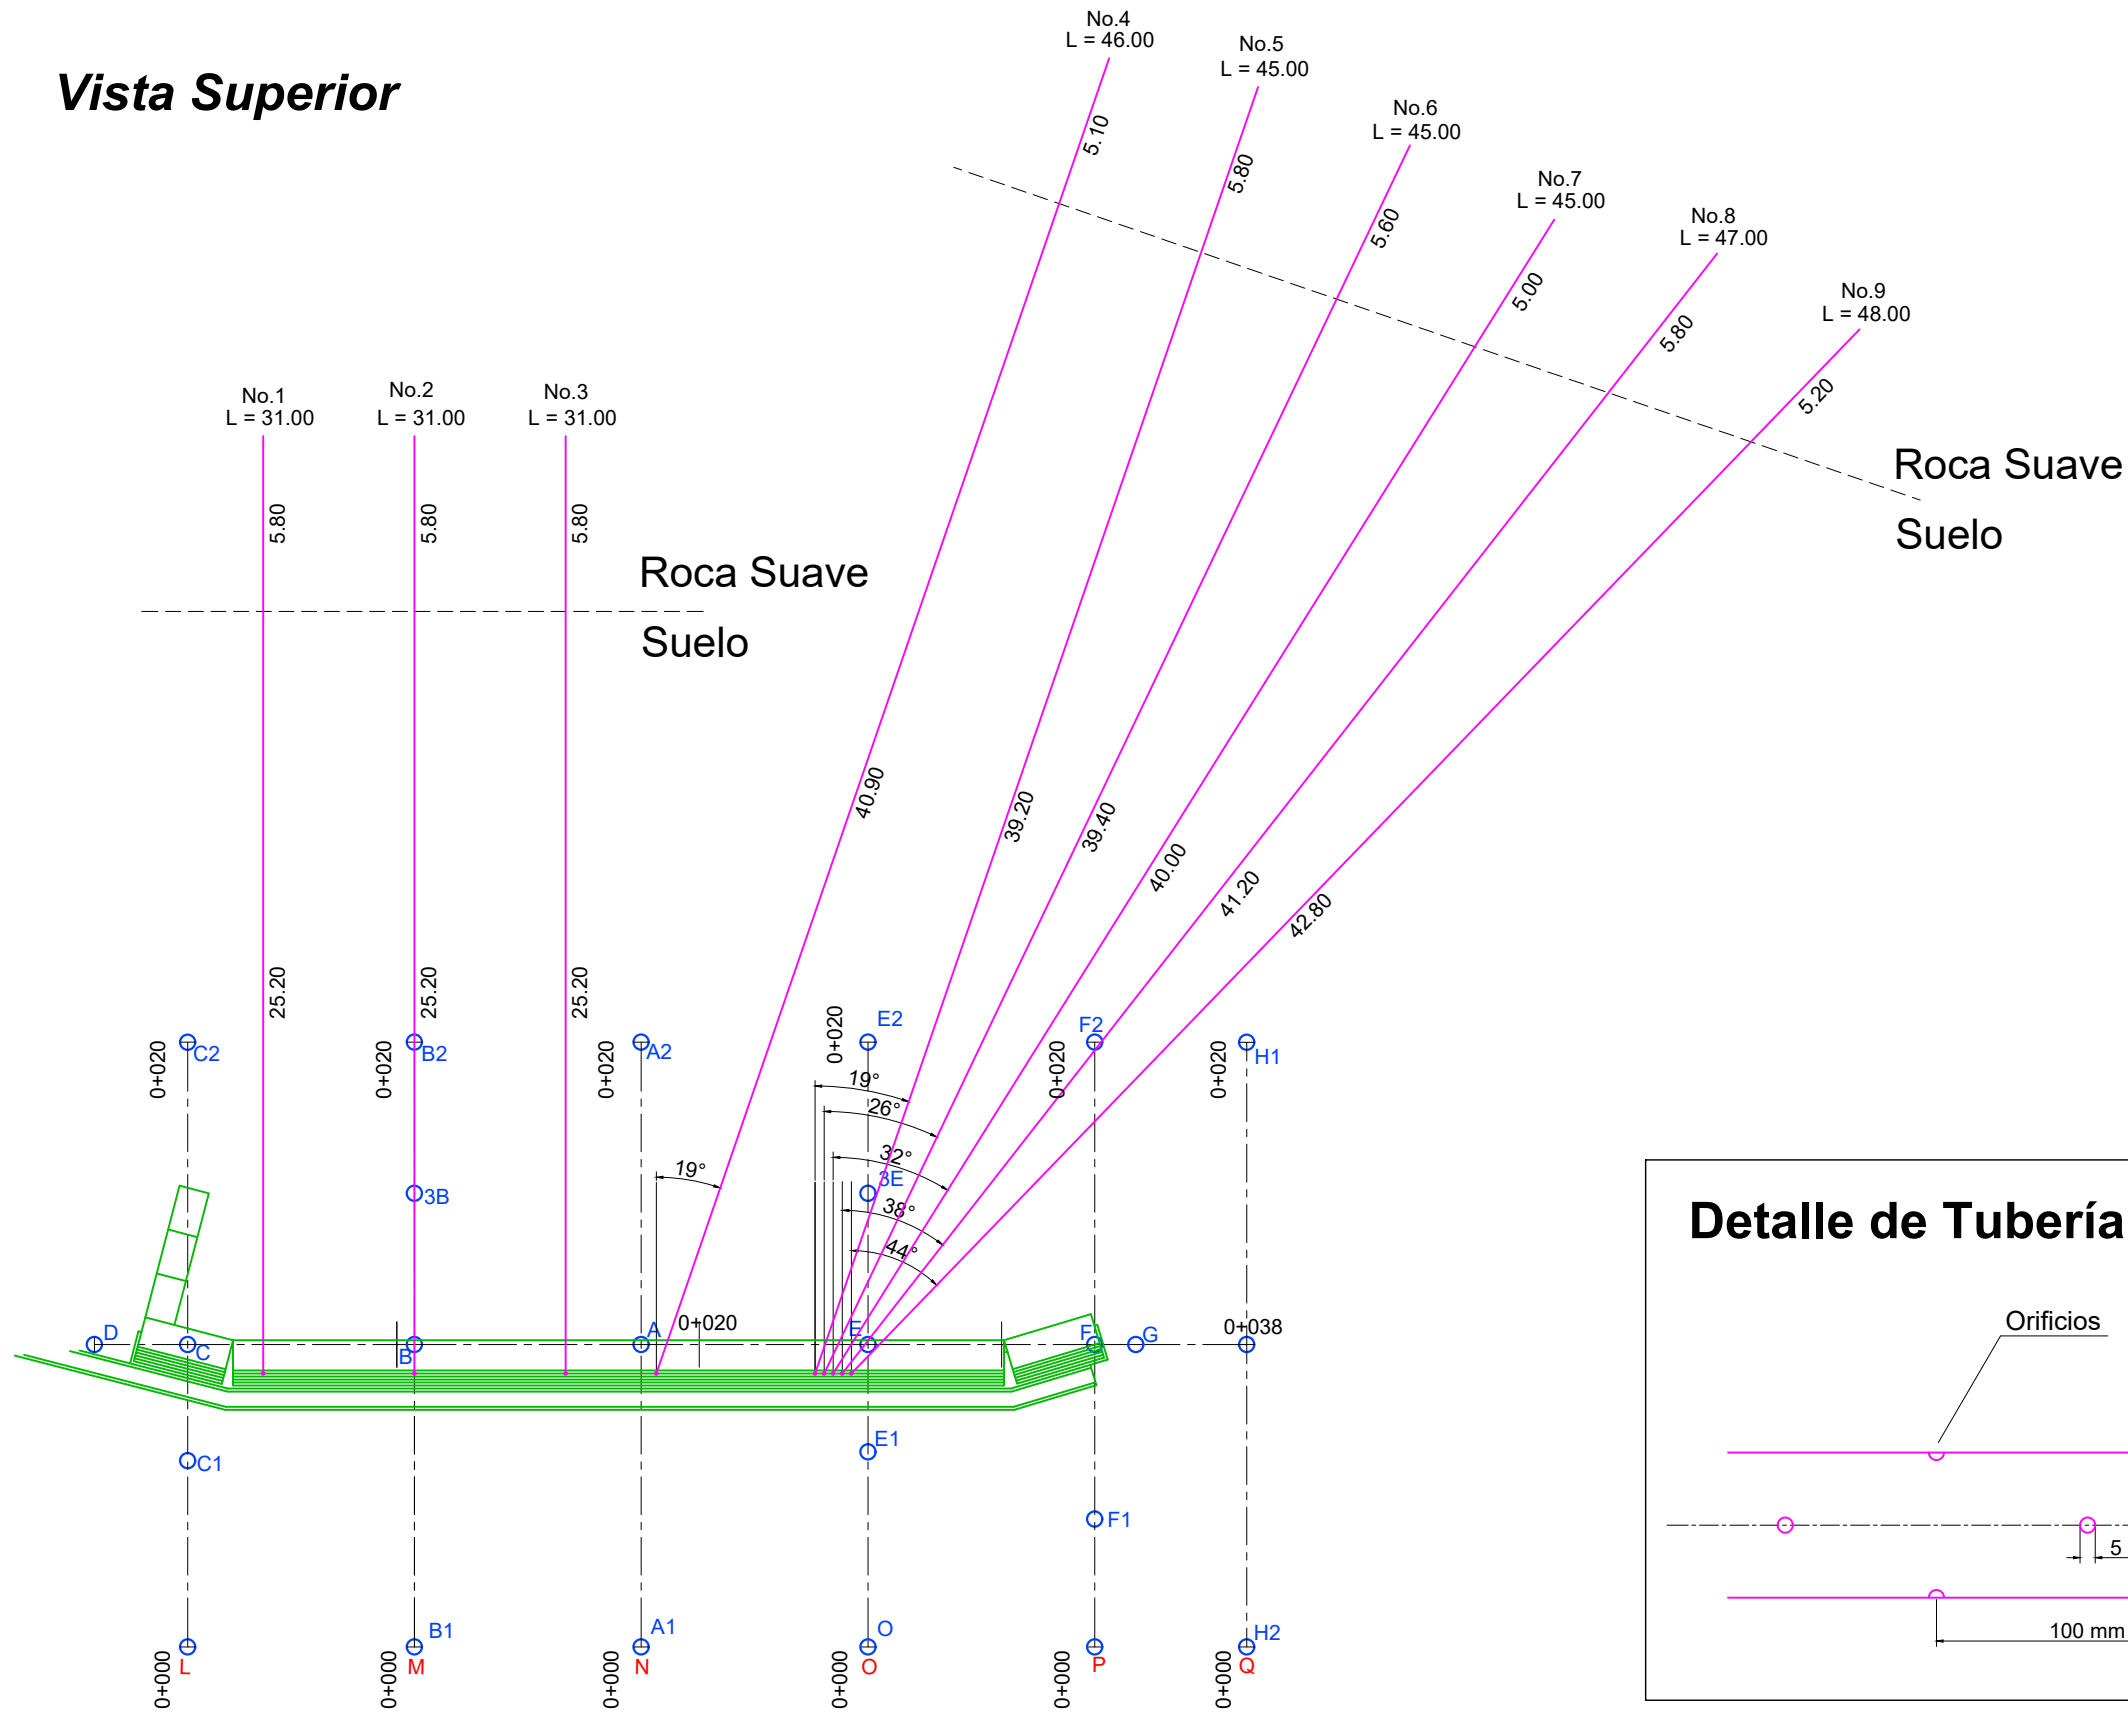 Vista Superior
No.4
L = 46.00
No.5
L = 45.00
No.6
L = 45.00
No.7
L = 45.00
No.8
L = 47.00
No.9
L = 48.00
5.10
5.80
5.60
5.00
5.80
5.20
No.1
L = 31.00
No.2
L = 31.00
No.3
L = 31.00
5.80
5.80
5.80
Roca Suave
Suelo
Roca Suave
Suelo
40.90
39.20
39.40
40.00
41.20
42.80
25.20
25.20
25.20
0+020
C2
0+020
B2
0+020
A2
0+020
E2
0+020
F2
0+020
H1
19°
26°
32°
38°
44°
19°
3B
3E
D
C
B
A
0+020
E
F
G
0+038
C1
E1
F1
B1
A1
O
H2
0+000
L
0+000
M
0+000
N
0+000
O
0+000
P
0+000
Q
Detalle de Tubería
Orificios
5
100 mm